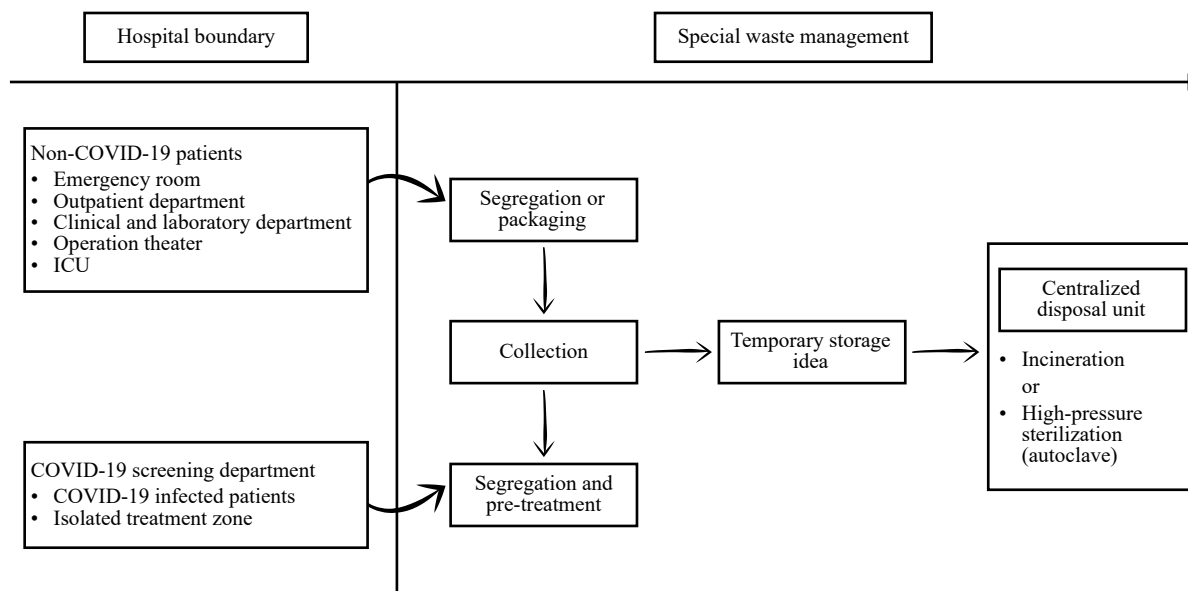 Hospital boundary
Special waste management
Non-COVID-19 patients
• Emergency room
• Outpatient department
• Clinical and laboratory department
• Operation theater
• ICU
Segregation or
packaging
Collection
Temporary storage
idea
Centralized
disposal unit
• Incineration
or
• High-pressure
sterilization
(autoclave)
COVID-19 screening department
• COVID-19 infected patients
• Isolated treatment zone
Segregation and
pre-treatment